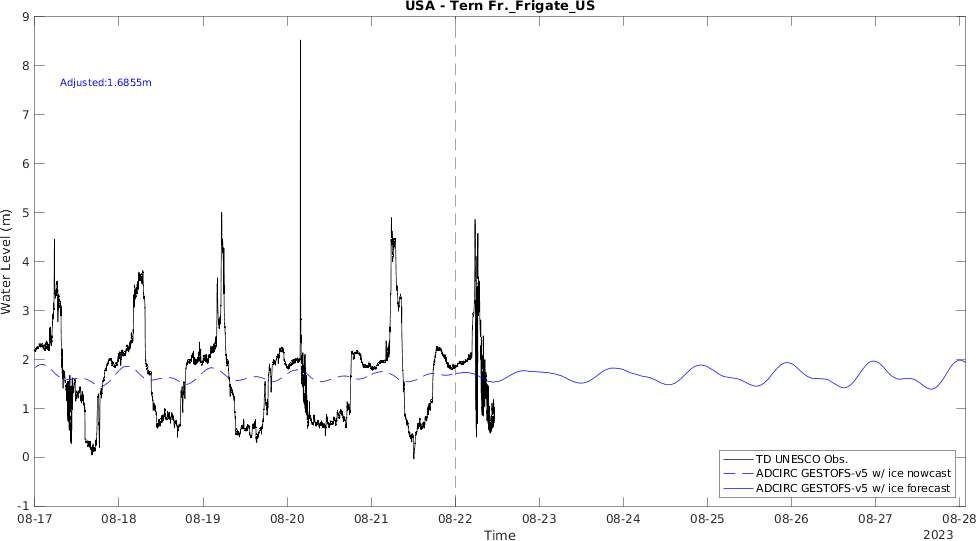 USA - Tern Fr._Frigate_US
9
8
7
6
5
4
3
2
1
0
-1
Water Level (m)
Adjusted:1.6855m
TD UNESCO Obs.
ADCIRC GESTOFS-v5 w/ ice nowcast
ADCIRC GESTOFS-v5 w/ ice forecast
08-17 08-18 08-19 08-20 08-21 08-22 08-23 08-24 08-25 08-26 08-27 08-28
Time
2023